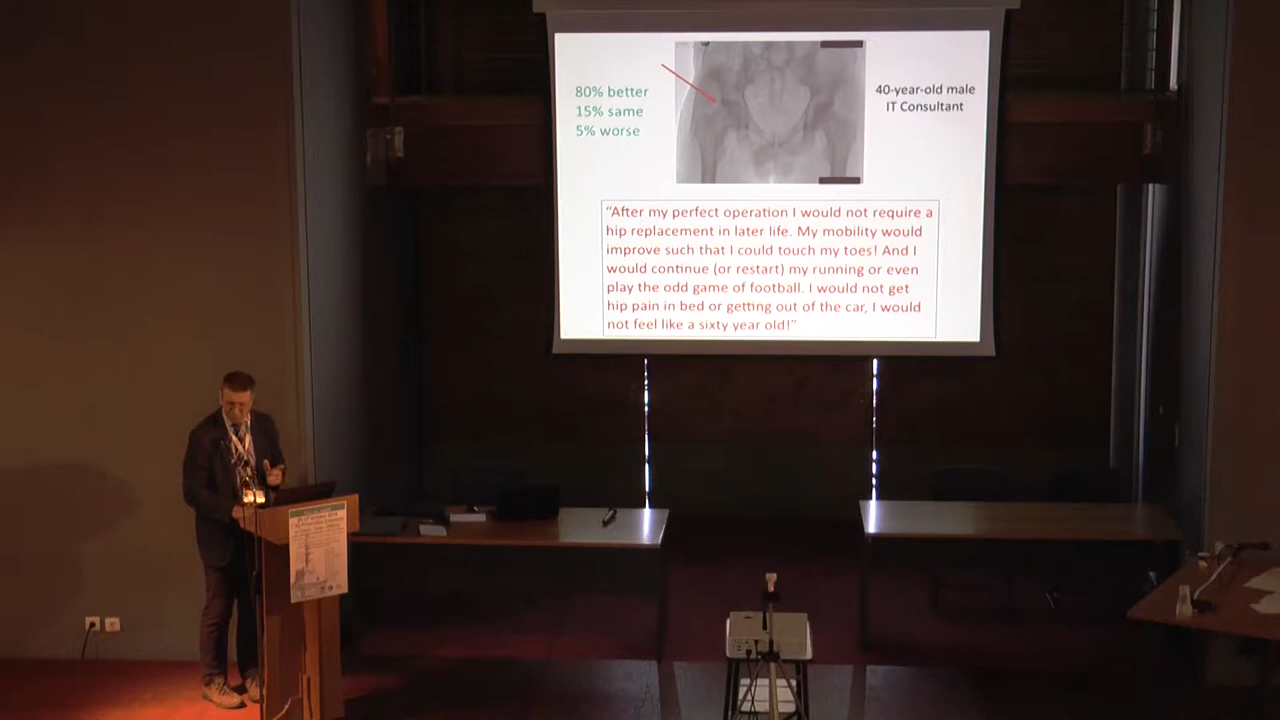 80% better
15% same
5% worse
40-year-old male
IT Consultant
“After my perfect operation I would not require a
hip replacement in later life. My mobility would
improve such that I could touch my toes! And I
would continue (or restart) my running or even
play the odd game of football. I would not get
hip pain in bed or getting out of the car, I would
not feel like a sixty year old!”